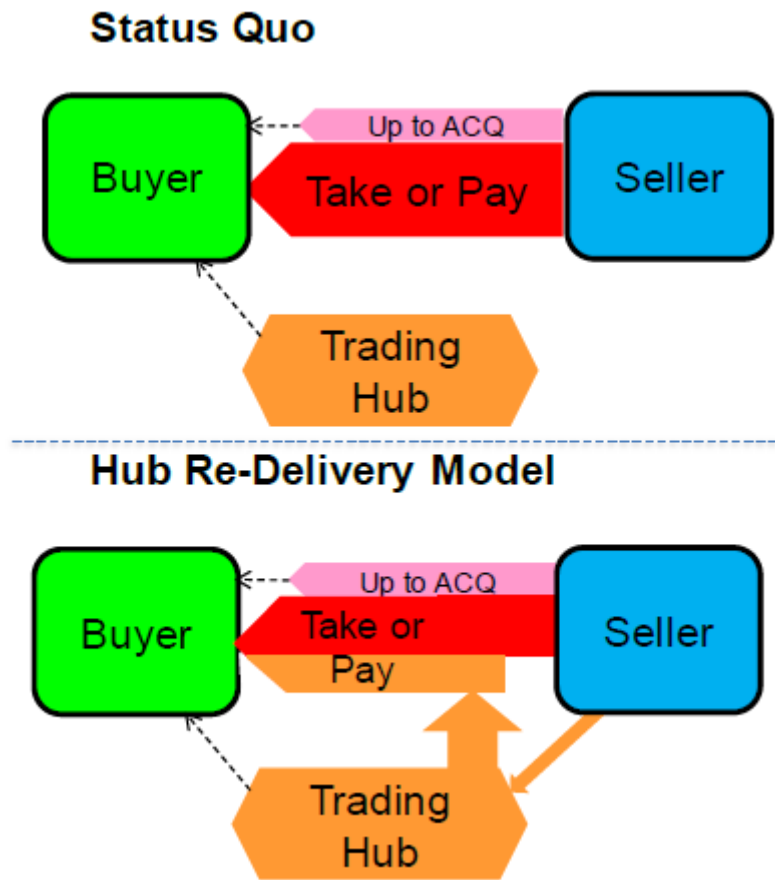 Status Quo
Up to ACQ
Buyer
Take or Pay
Seller
Trading
Hub
Hub Re-Delivery Model
Up to ACQ
Buyer
Take or
Pay
Seller
Trading
Hub